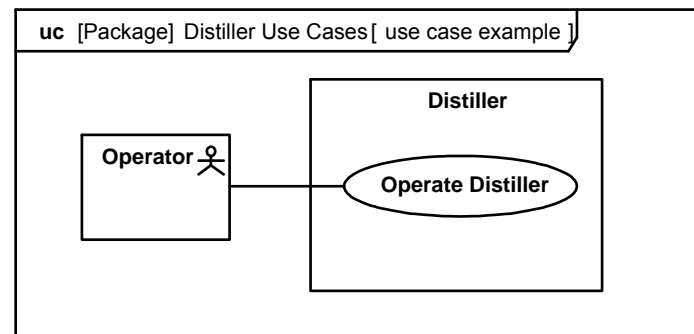 uc [Package] Distiller Use Cases [ use case example ]
Distiller
Operator
Operate Distiller